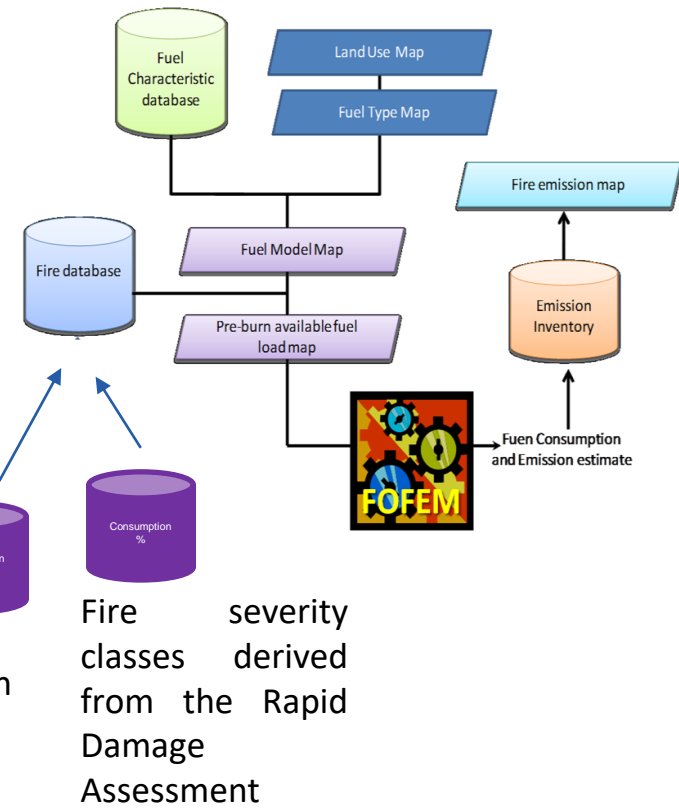 Fuel
Characteristic
database
Land Use Map
Fuel Type Map
Fire emission map
Fuel Model Map
Fire database
Emission
Inventory
Pre-burn available fuel
load map
FOFEM
Fuen Consumption
and Emission estimate
Consumption
%
Fire severity
classes derived
from the Rapid
Damage
Assessment